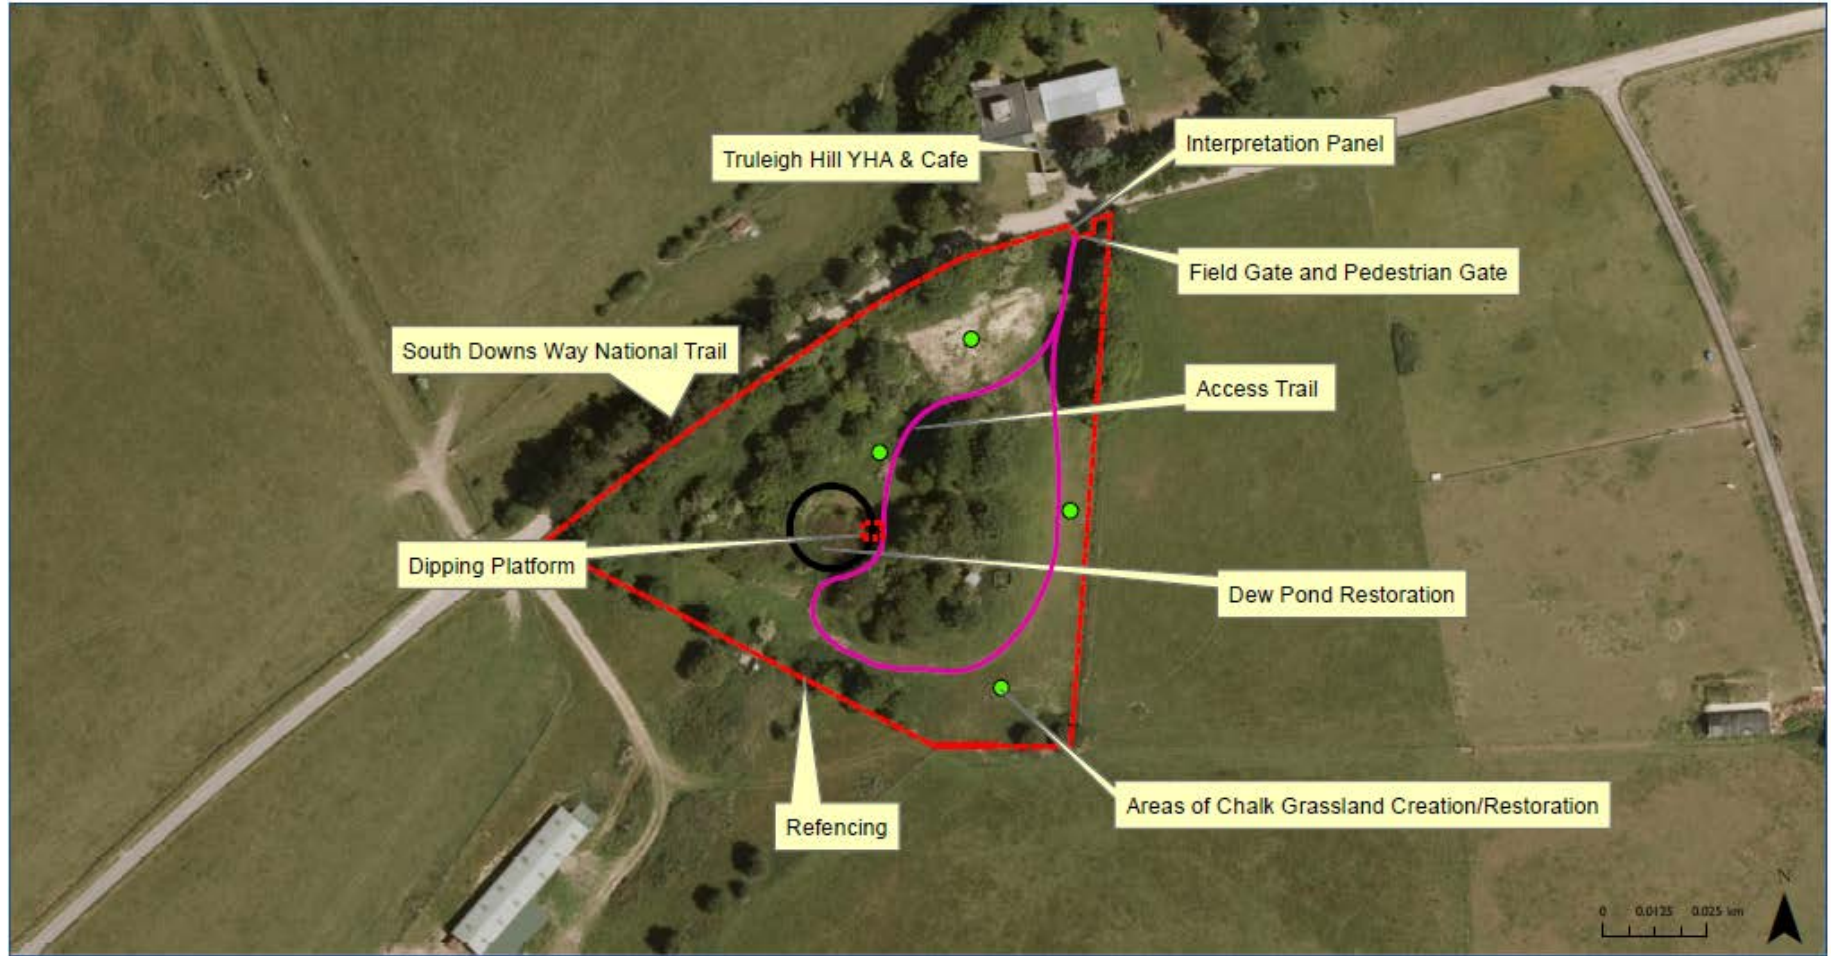 Interpretation Panel
Truleigh Hill YHA & Cafe
Field Gate and Pedestrian Gate
South Downs Way National Trail
Access Trail
Dipping Platform
Dew Pond Restoration
Areas of Chalk Grassland Creation/Restoration
Refencing
N
0 0.0125 0.025 km